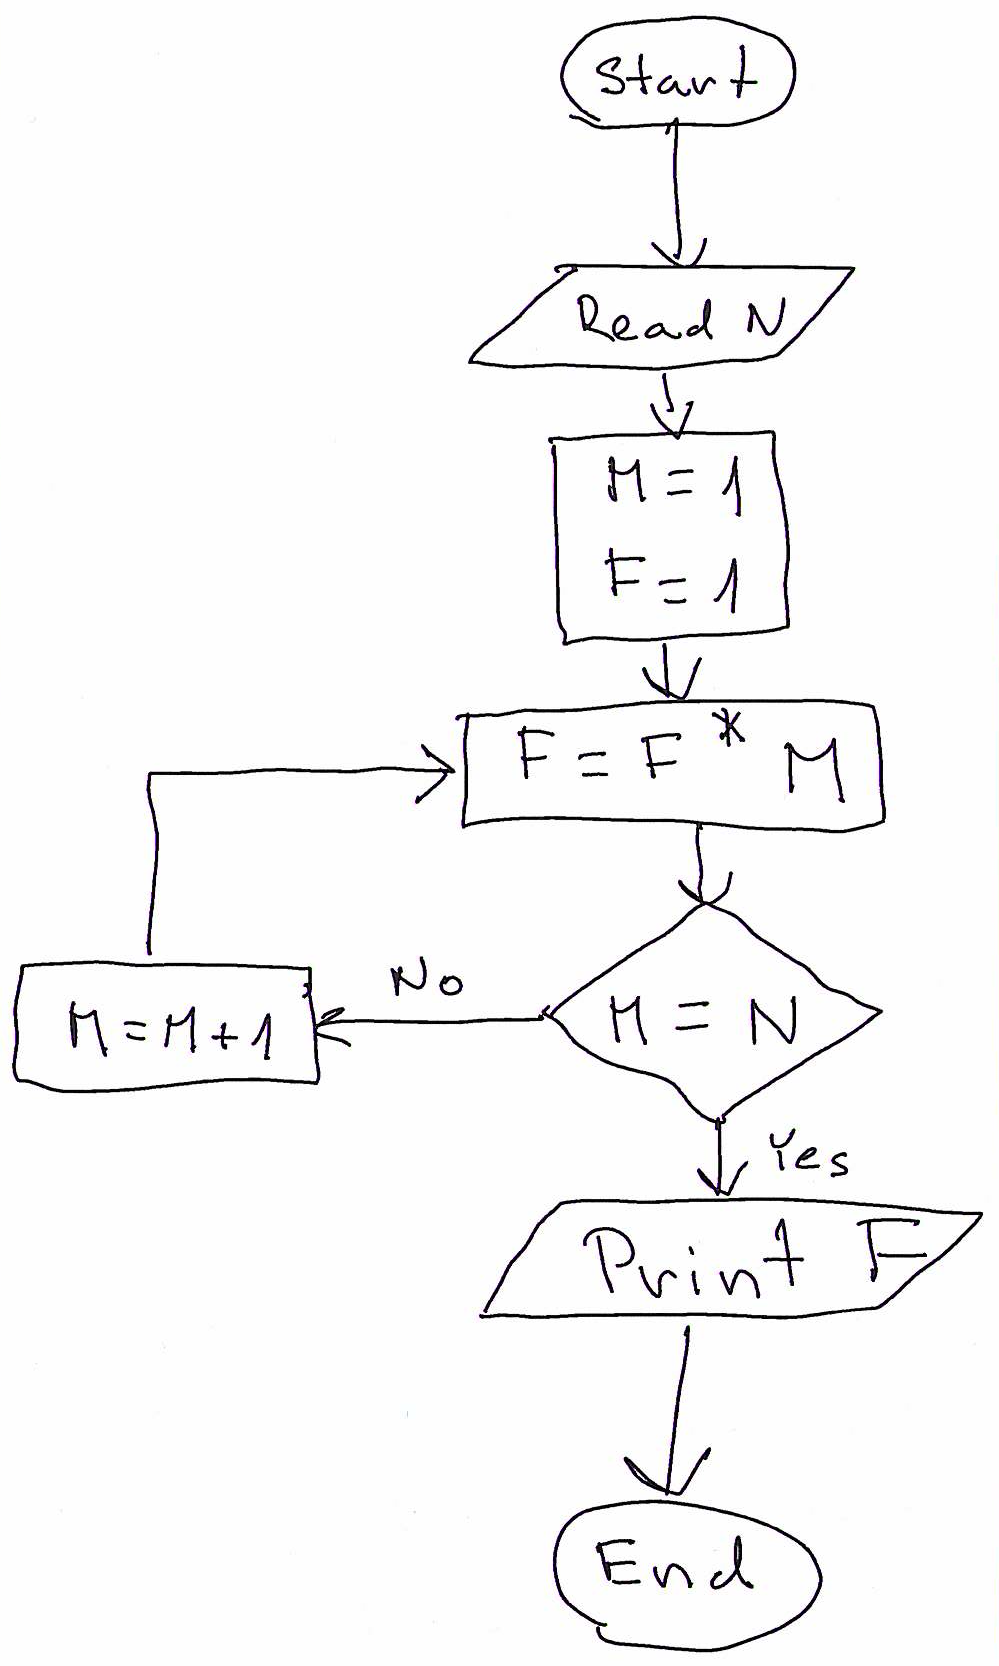 Start
Read N
M = 1
F = 1
F = F * M
M = N
No
M = M + 1
Yes
Print F
End